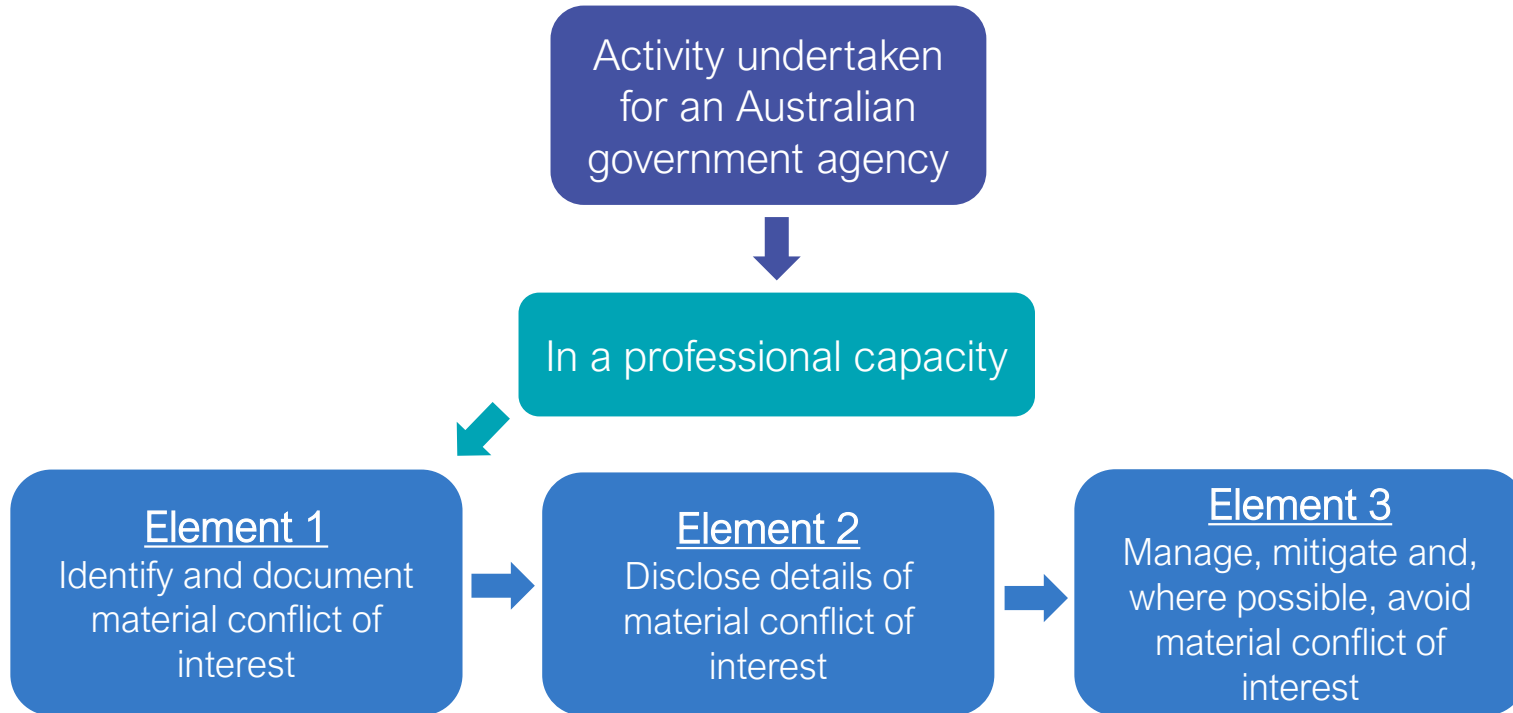 Activity undertaken
for an Australian
government agency
In a professional capacity
Element 1
Identify and document
material conflict of
interest
Element 2
Disclose details of
material conflict of
interest
Element 3
Manage, mitigate and,
where possible, avoid
material conflict of
interest